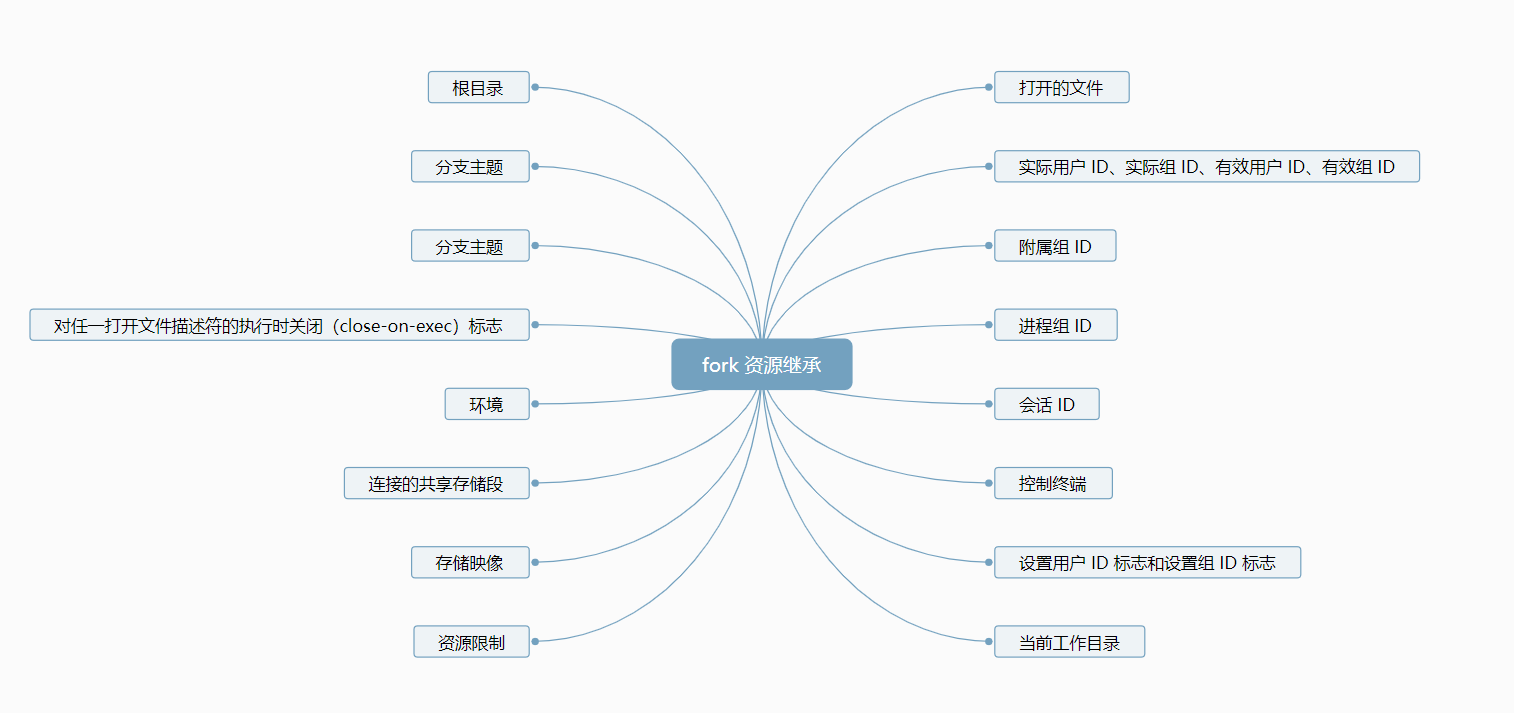 根目录
打开的文件
分支主题
实际用户 ID、实际组 ID、有效用户 ID、有效组 ID
分支主题
附属组 ID
对任一打开文件描述符的执行时关闭（close-on-exec）标志
进程组 ID
fork 资源继承
环境
会话 ID
连接的共享存储段
控制终端
存储映像
设置用户 ID 标志和设置组 ID 标志
资源限制
当前工作目录